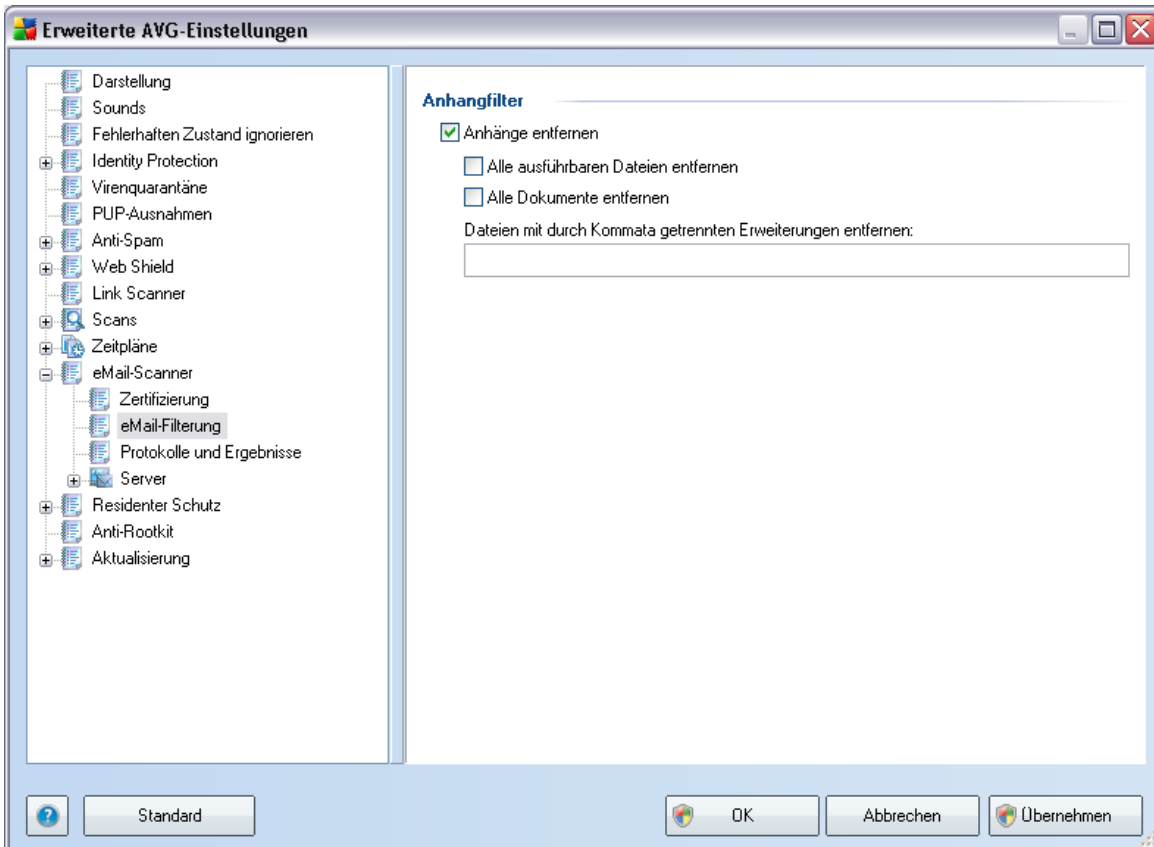 Erweiterte AVG-Einstellungen
Darstellung
Sounds
Fehlerhaften Zustand ignorieren
Identity Protection
Virenquarantäne
PUP-Ausnahmen
Anti-Spam
Web Shield
Link Scanner
Scans
Zeitpläne
eMail-Scanner
Zertifizierung
eMail-Filterung
Protokolle und Ergebnisse
Server
Residenter Schutz
Anti-Rootkit
Aktualisierung
Anhangfilter
Anhänge entfernen
Alle ausführbaren Dateien entfernen
Alle Dokumente entfernen
Dateien mit durch Kommata getrennten Erweiterungen entfernen:
?
Standard
OK
Abbrechen
Übernehmen